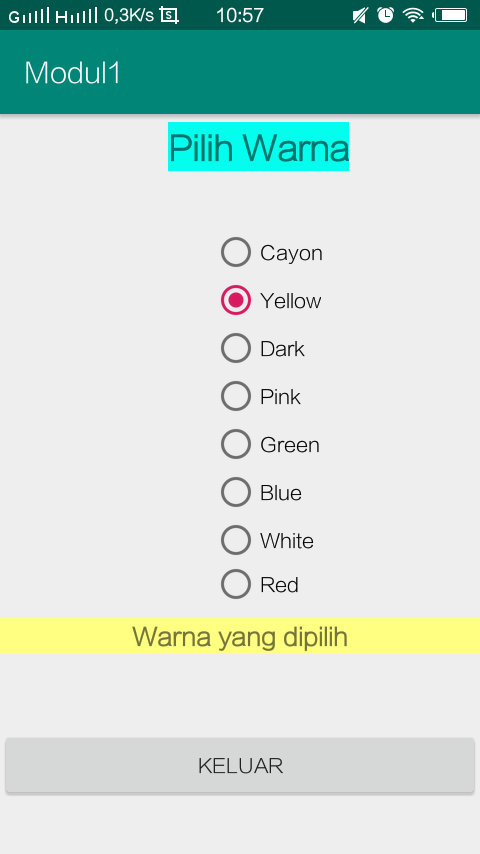 G H 0,3K/s S 10:57
Modul1
Pilih Warna
Cayon
Yellow
Dark
Pink
Green
Blue
White
Red
Warna yang dipilih
KELUAR